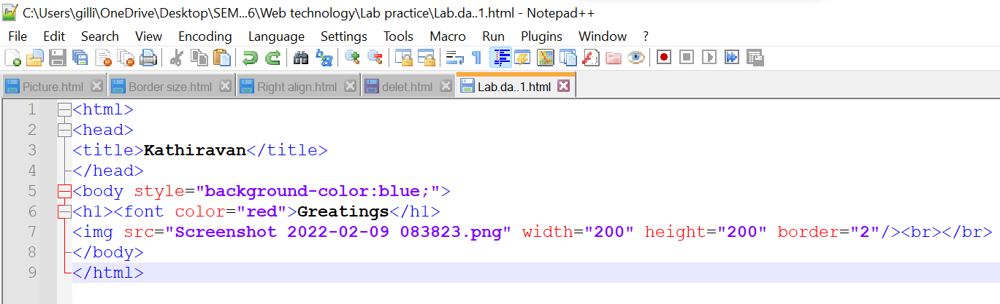 C:\Users\gilli\OneDrive\Desktop\SEM...6\Web technology\Lab practice\Lab.da..1.html - Notepad++
File Edit Search View Encoding Language Settings Tools Macro Run Plugins Window ?
Picture.html Border size.html Right align.html delet.html Lab.da..1.html
1 <html>
2 <head>
3 <title>Kathiravan</title>
4 </head>
5 <body style="background-color:blue;">
6 <h1><font color="red">Greatings</h1>
7 <img src="Screenshot 2022-02-09 083823.png" width="200" height="200" border="2"/><br></br>
8 </body>
9 </html>